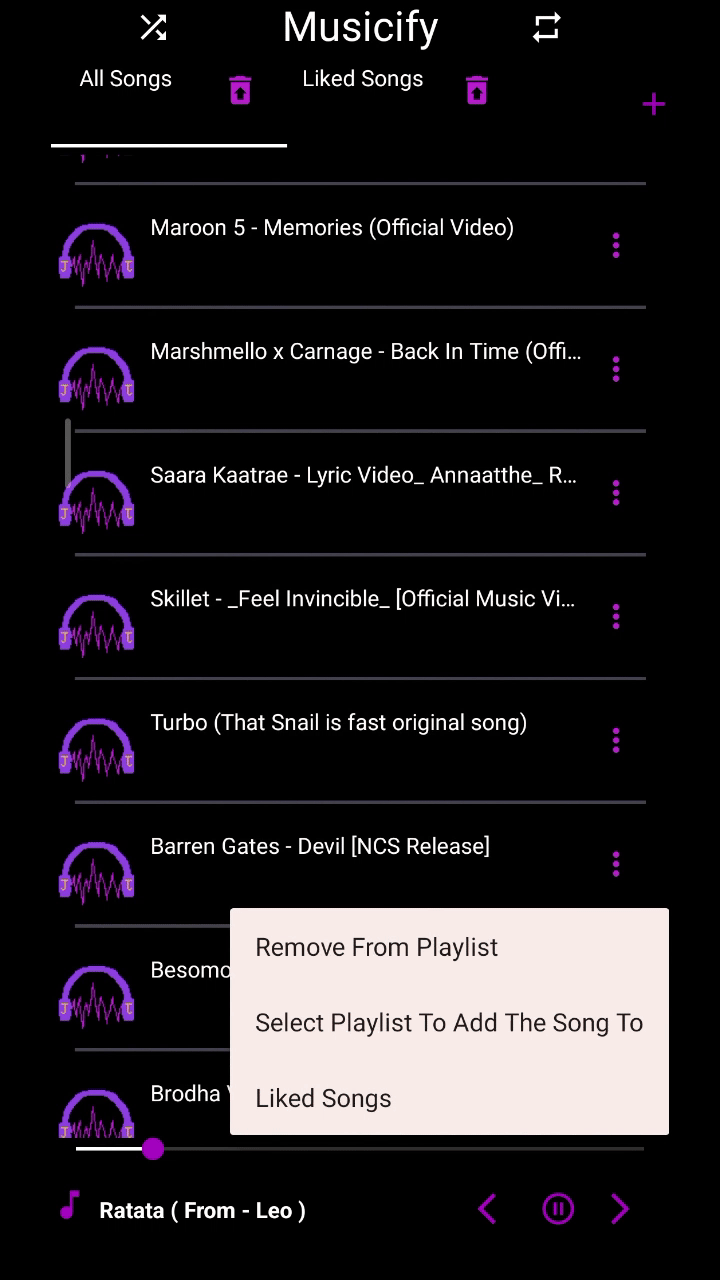 Musicify
All Songs
Liked Songs
Maroon 5 - Memories (Official Video)
Marshmello x Carnage - Back In Time (Offi...
Saara Kaatrae - Lyric Video_ Annaatthe_ R...
Skillet - _Feel Invincible_ [Official Music Vi...
Turbo (That Snail is fast original song)
Barren Gates - Devil [NCS Release]
Remove From Playlist
Besomo
Select Playlist To Add The Song To
Brodha
Liked Songs
Ratata ( From - Leo )